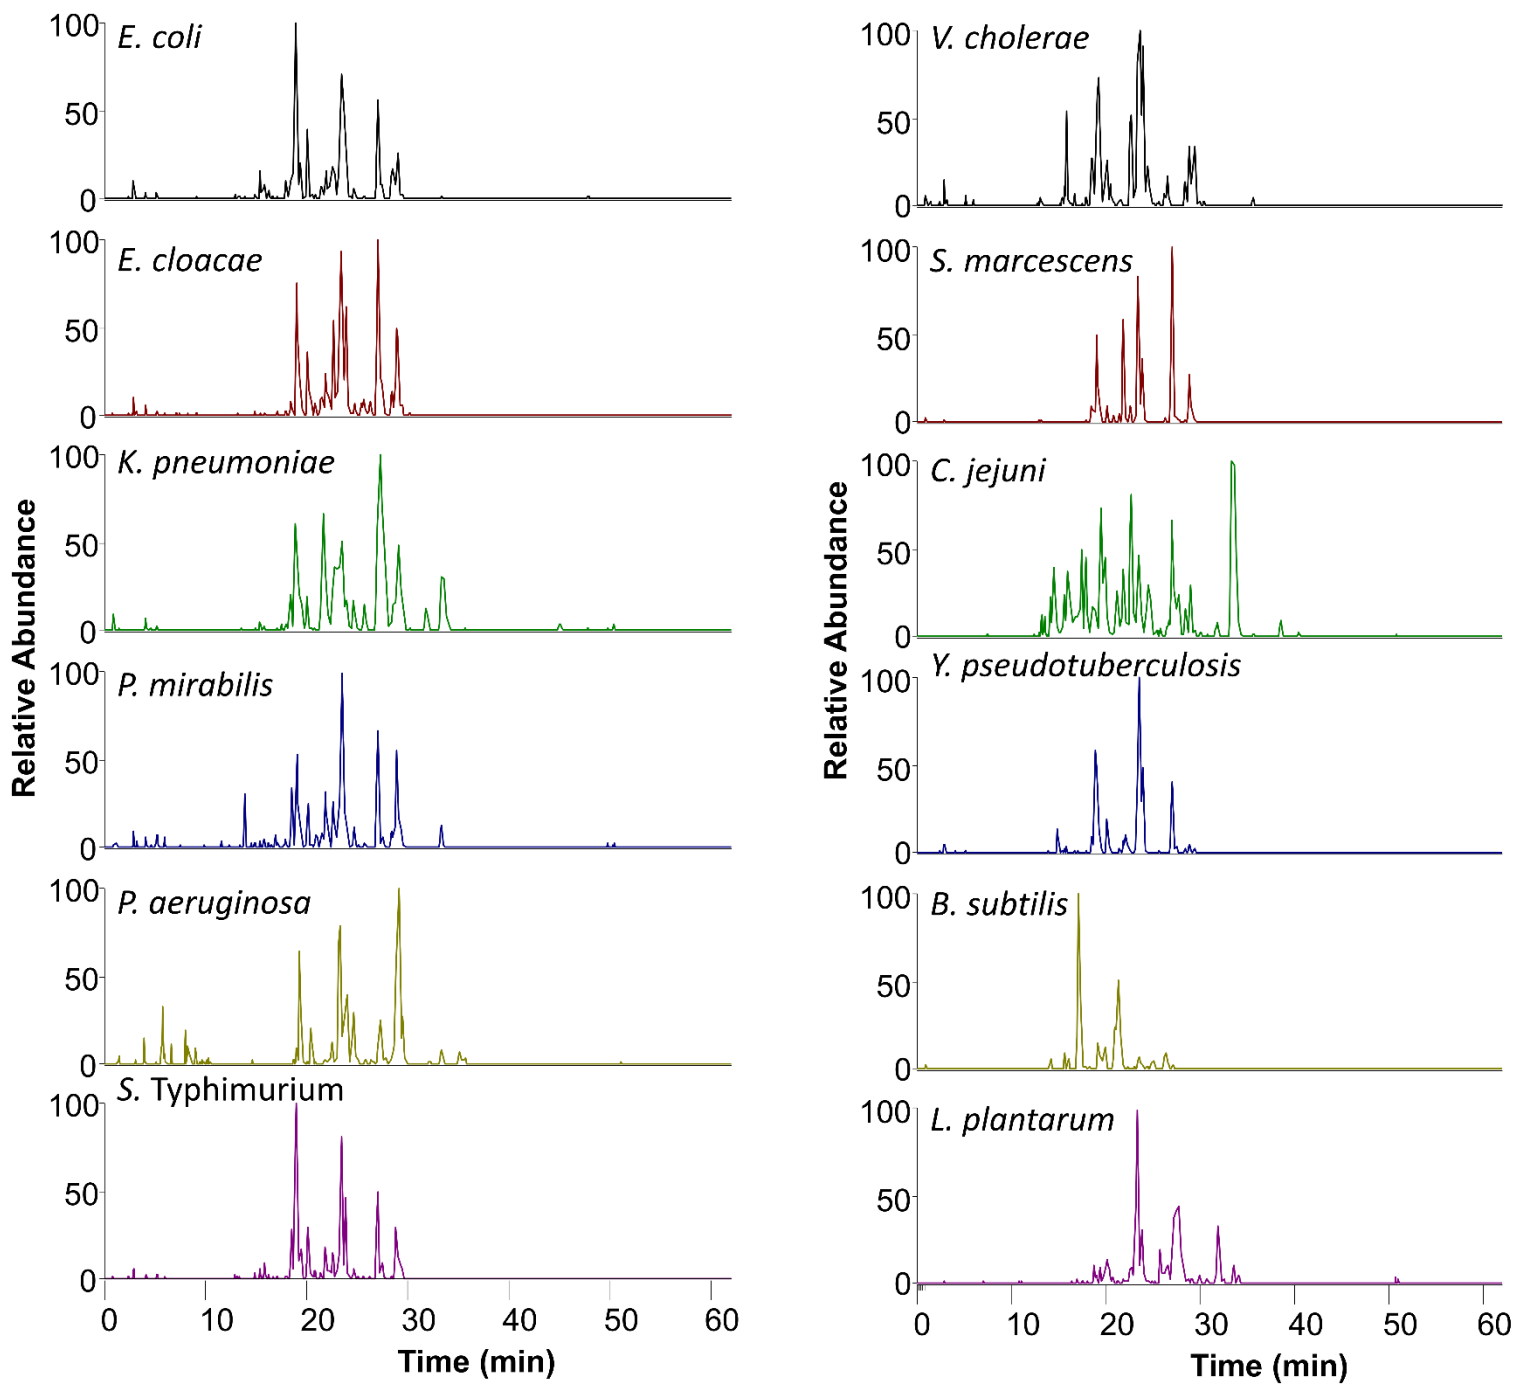 E. coli
100
50
0
E. cloacae
100
50
0
K. pneumoniae
100
50
0
P. mirabilis
100
50
0
P. aeruginosa
100
50
0
S. Typhimurium
100
50
0
Relative Abundance
0 10 20 30 40 50 60
Time (min)
V. cholerae
100
50
0
S. marcescens
100
50
0
C. jejuni
100
50
0
Y. pseudotuberculosis
100
50
0
B. subtilis
100
50
0
L. plantarum
100
50
0
Relative Abundance
0 10 20 30 40 50 60
Time (min)